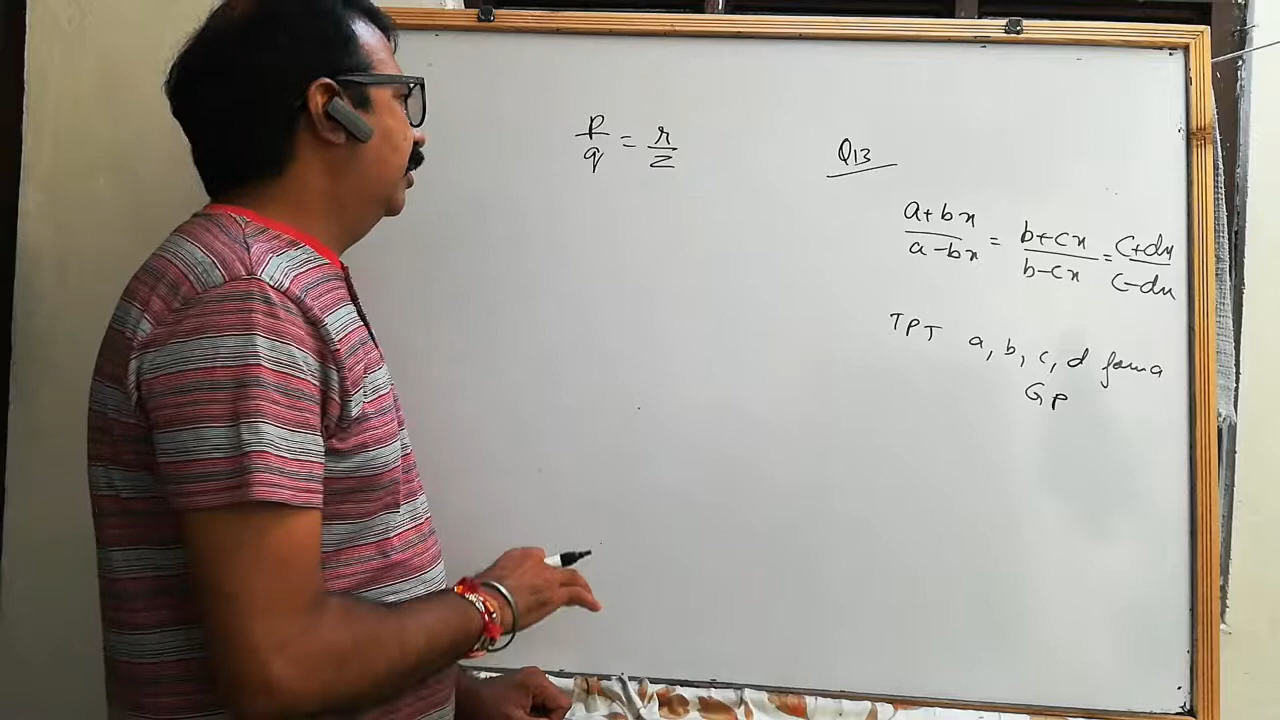 p/q = r/z
Q13
(a+bx)/(a-bx) = (b+cx)/(b-cx) = (c+dx)/(c-dx)
TPT a, b, c, d form a
GP